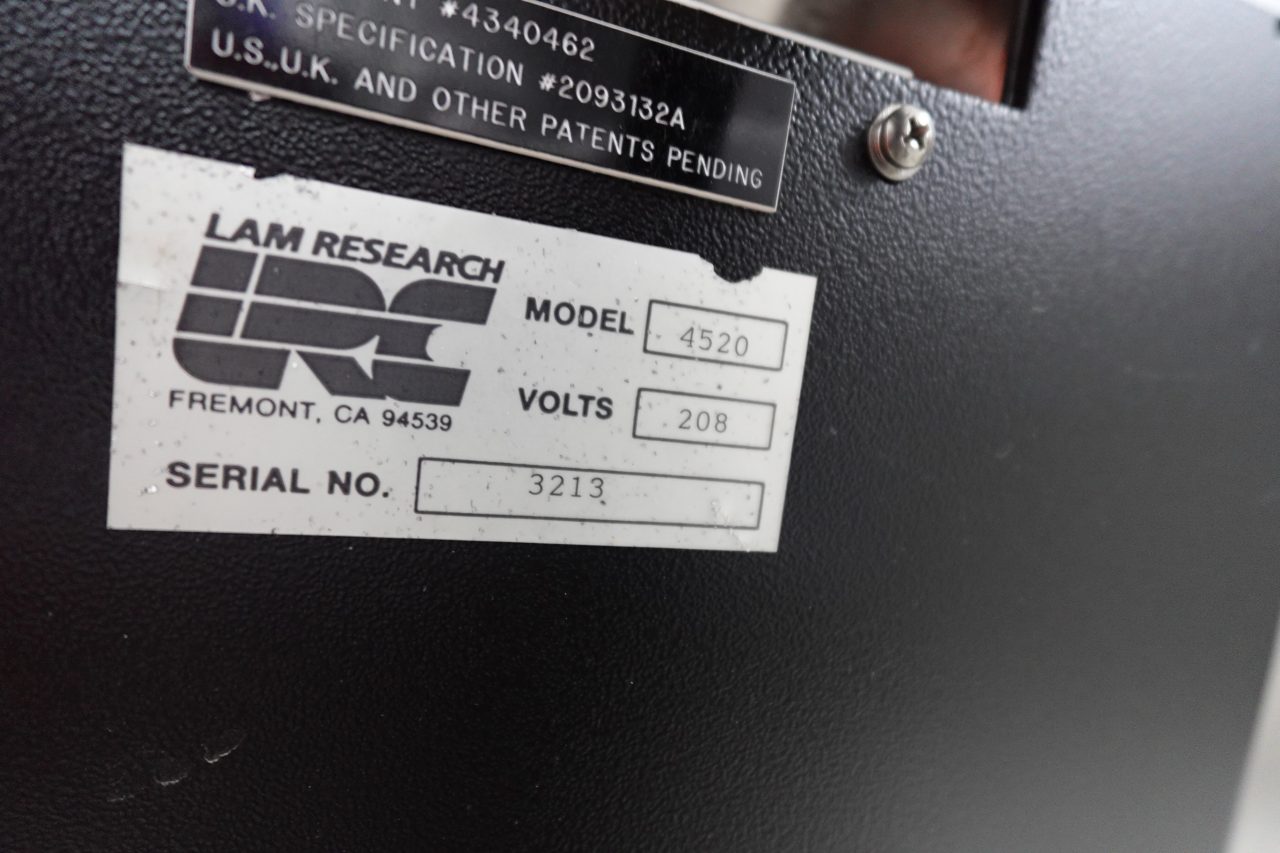 #4340462
U.K. SPECIFICATION #2093132A
U.S.,U.K. AND OTHER PATENTS PENDING
LAM RESEARCH
LRC
FREMONT, CA 94539
MODEL 4520
VOLTS 208
SERIAL NO. 3213